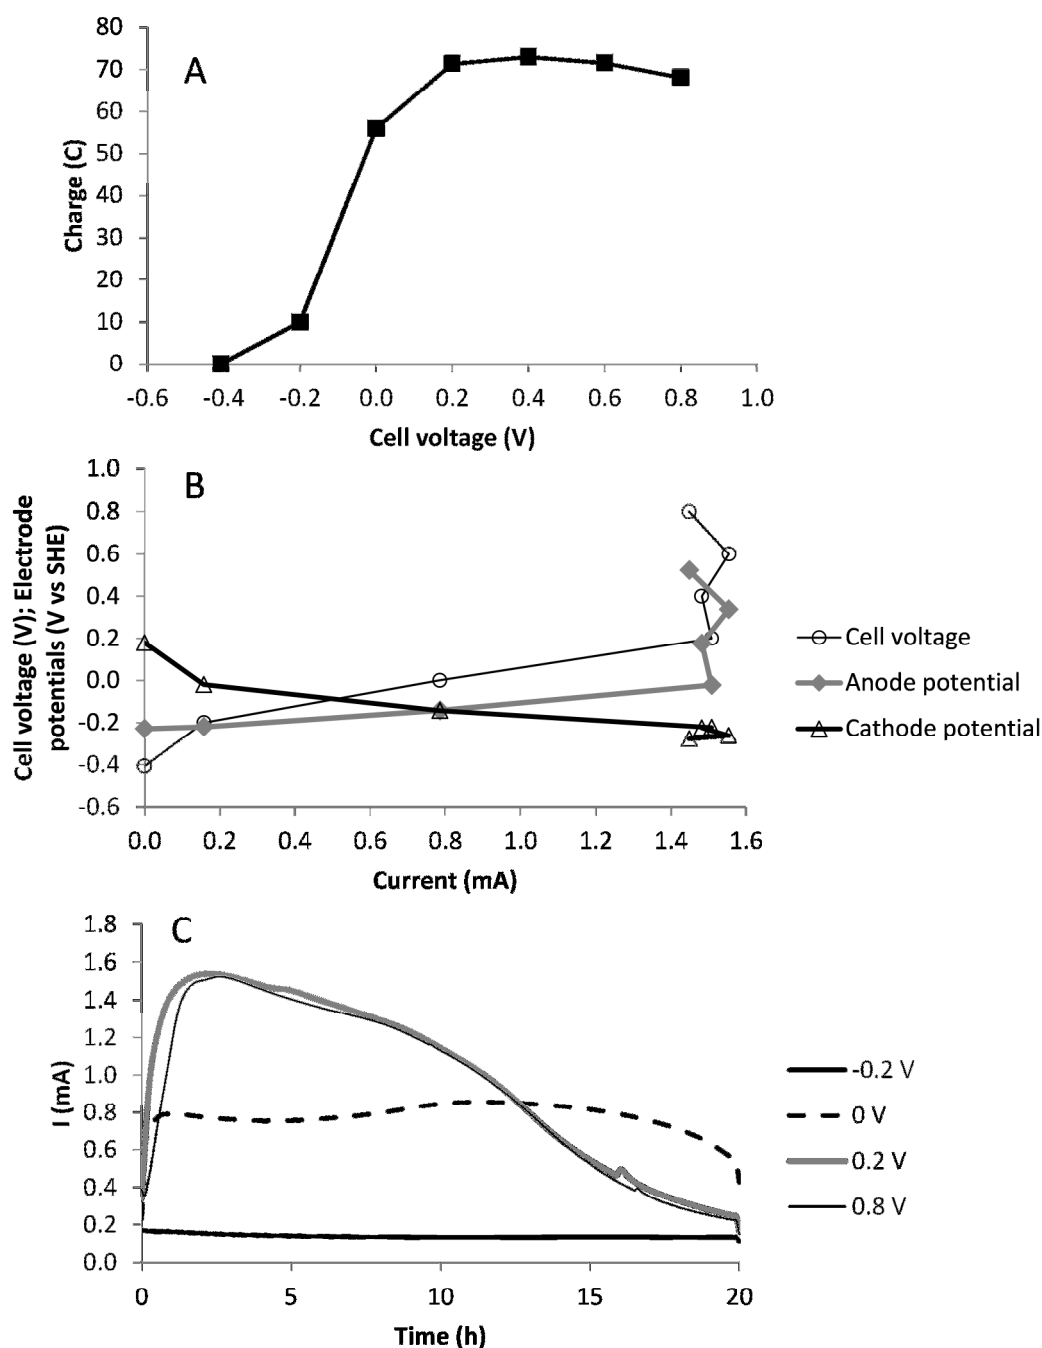 A
80
70
60
50
40
30
20
10
0
Charge (C)
-0.6 -0.4 -0.2 0.0 0.2 0.4 0.6 0.8 1.0
Cell voltage (V)
B
1.0
0.8
0.6
0.4
0.2
0.0
-0.2
-0.4
-0.6
Cell voltage (V); Electrode
potentials (V vs SHE)
0.0 0.2 0.4 0.6 0.8 1.0 1.2 1.4 1.6
Current (mA)
Cell voltage
Anode potential
Cathode potential
C
1.8
1.6
1.4
1.2
1.0
0.8
0.6
0.4
0.2
0.0
I (mA)
0 5 10 15 20
Time (h)
-0.2 V
0 V
0.2 V
0.8 V